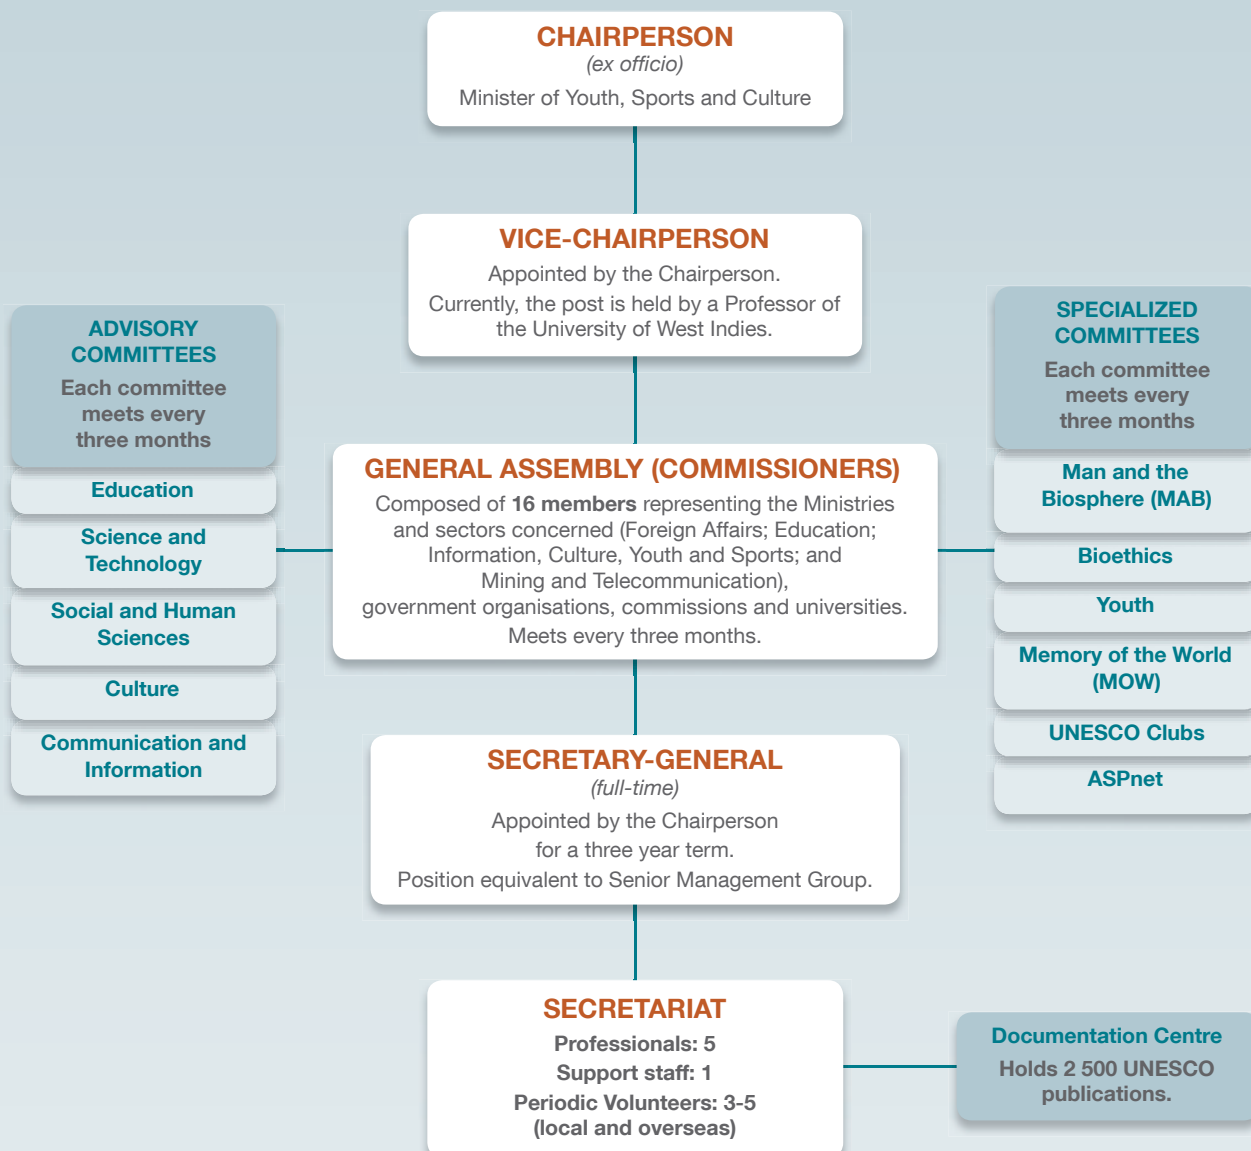 CHAIRPERSON
(ex officio)
Minister of Youth, Sports and Culture
VICE-CHAIRPERSON
Appointed by the Chairperson.
Currently, the post is held by a Professor of
the University of West Indies.
ADVISORY
COMMITTEES
Each committee
meets every
three months
Education
Science and
Technology
Social and Human
Sciences
Culture
Communication and
Information
GENERAL ASSEMBLY (COMMISSIONERS)
Composed of 16 members representing the Ministries
and sectors concerned (Foreign Affairs; Education;
Information, Culture, Youth and Sports; and
Mining and Telecommunication),
government organisations, commissions and universities.
Meets every three months.
SPECIALIZED
COMMITTEES
Each committee
meets every
three months
Man and the
Biosphere (MAB)
Bioethics
Youth
Memory of the World
(MOW)
UNESCO Clubs
ASPnet
SECRETARY-GENERAL
(full-time)
Appointed by the Chairperson
for a three year term.
Position equivalent to Senior Management Group.
SECRETARIAT
Professionals: 5
Support staff: 1
Periodic Volunteers: 3-5
(local and overseas)
Documentation Centre
Holds 2 500 UNESCO
publications.